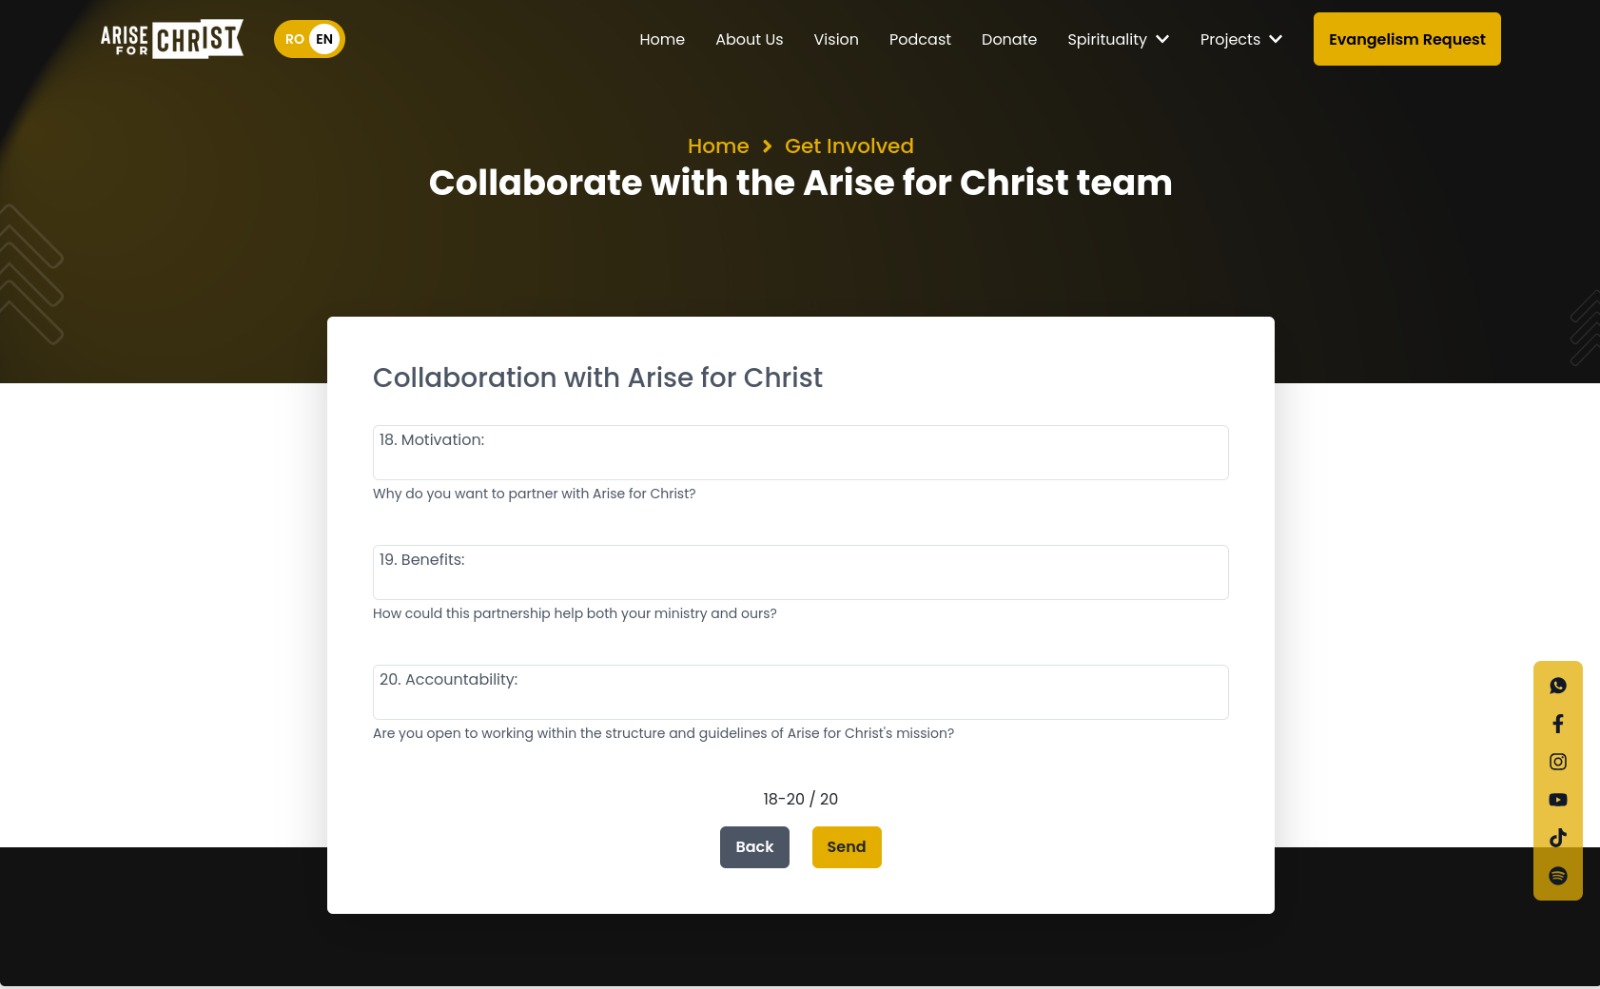 ARISE FOR CHRIST
RO EN
Home About Us Vision Podcast Donate Spirituality Projects Evangelism Request
Home Get Involved
Collaborate with the Arise for Christ team
Collaboration with Arise for Christ
18. Motivation:
Why do you want to partner with Arise for Christ?
19. Benefits:
How could this partnership help both your ministry and ours?
20. Accountability:
Are you open to working within the structure and guidelines of Arise for Christ's mission?
18-20 / 20
Back Send